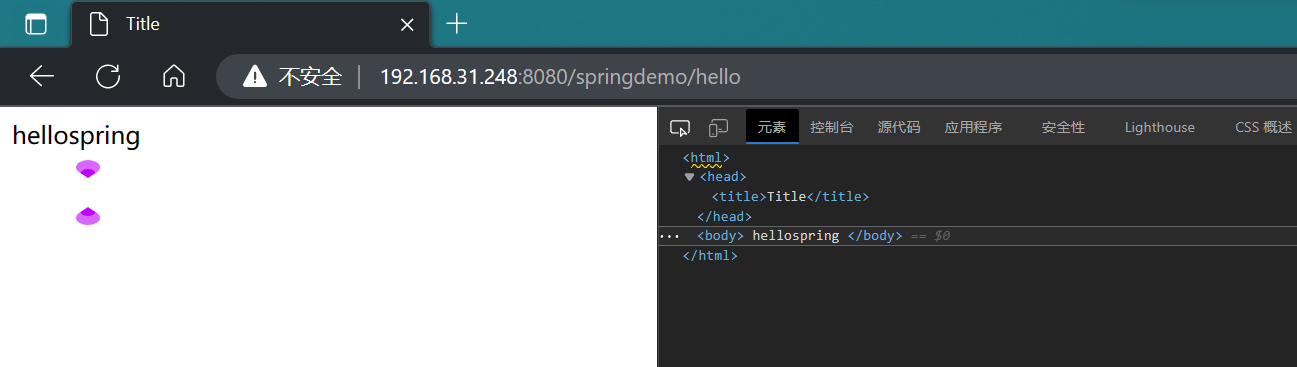 Title
不安全 192.168.31.248:8080/springdemo/hello
hellospring
元素 控制台 源代码 应用程序 安全性 Lighthouse CSS 概述
<html>
<head>
<title>Title</title>
</head>
··· <body> hellospring </body> == $0
</html>